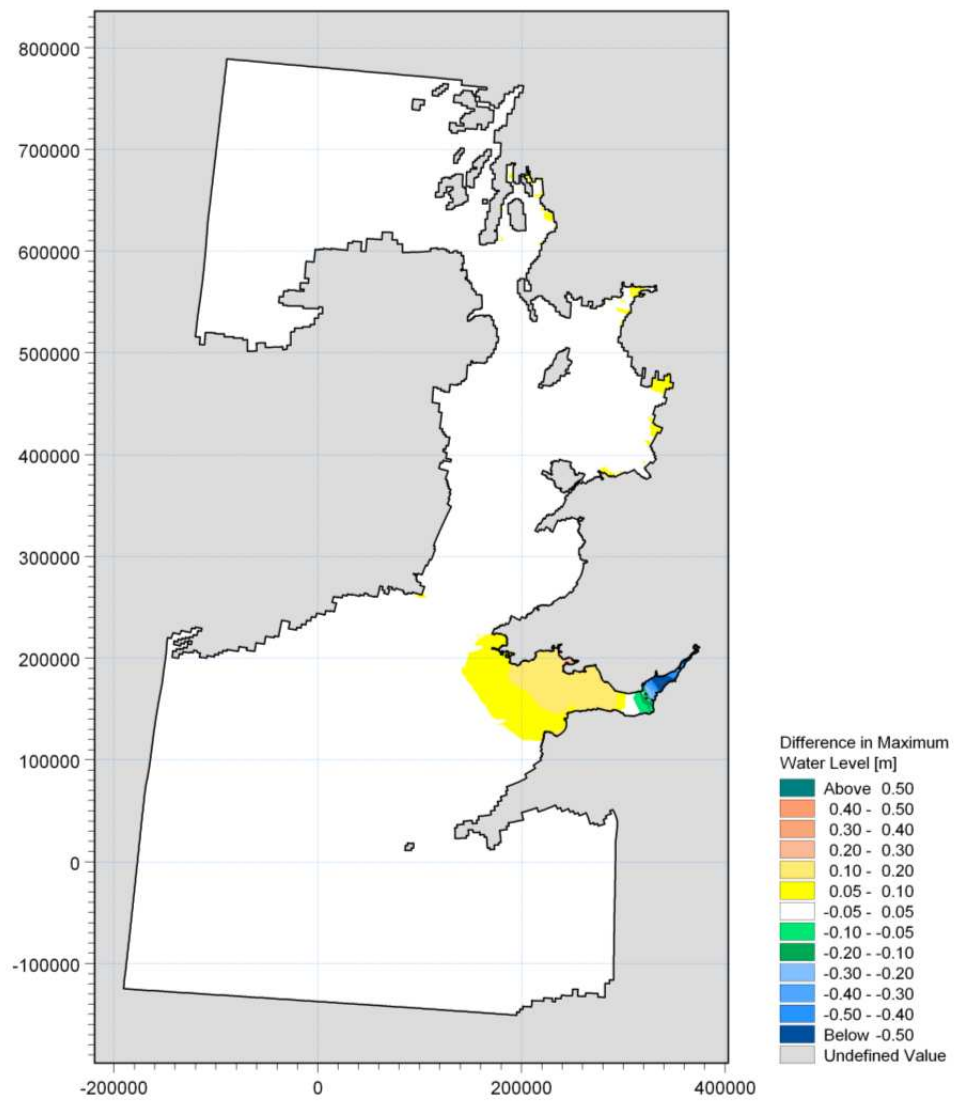 800000
700000
600000
500000
400000
300000
200000
100000
0
-100000
-200000
0
200000
400000
Difference in Maximum
Water Level [m]
Above 0.50
0.40 - 0.50
0.30 - 0.40
0.20 - 0.30
0.10 - 0.20
0.05 - 0.10
-0.05 - 0.05
-0.10 - -0.05
-0.20 - -0.10
-0.30 - -0.20
-0.40 - -0.30
-0.50 - -0.40
Below -0.50
Undefined Value